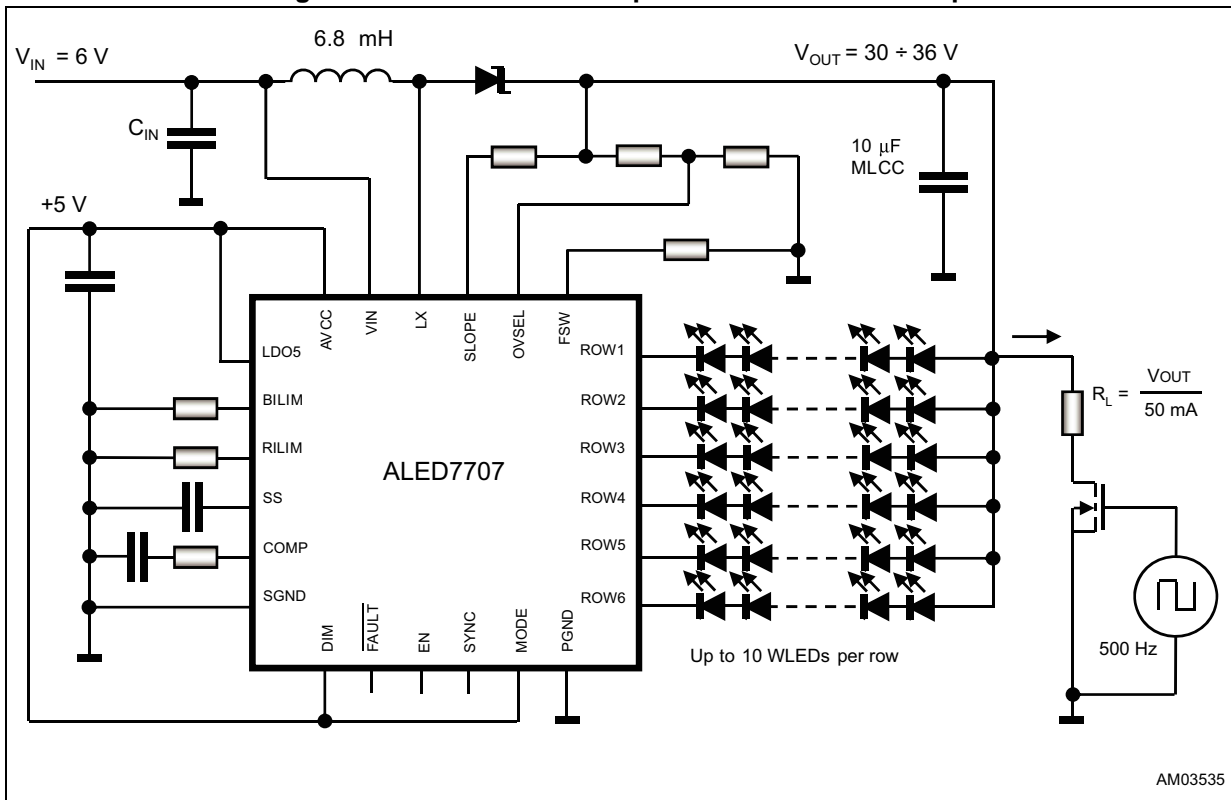 6.8 mH
V_IN = 6 V
V_OUT = 30 ÷ 36 V
C_IN
10 μF
MLCC
+5 V
AVCC
VIN
LX
SLOPE
OVSEL
FSW
LDO5
BILIM
RILIM
SS
COMP
SGND
ALED7707
ROW1
ROW2
ROW3
ROW4
ROW5
ROW6
R_L = VOUT
50 mA
DIM
FAULT
EN
SYNC
MODE
PGND
Up to 10 WLEDs per row
500 Hz
AM03535